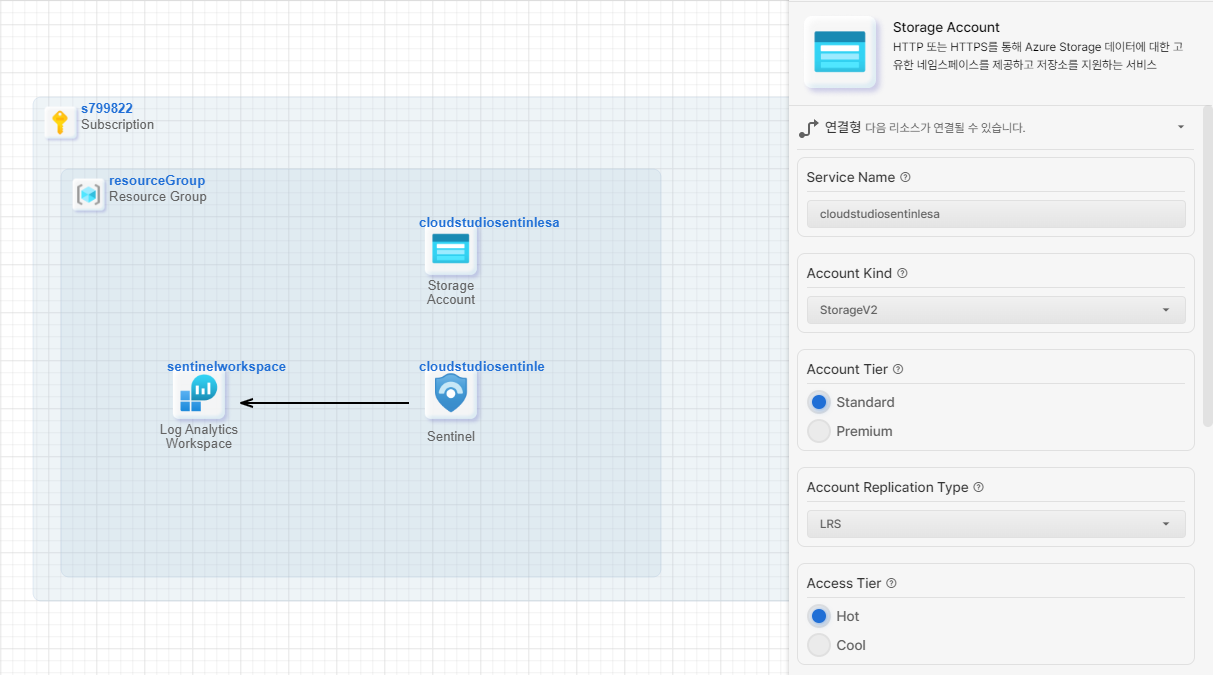 s799822
Subscription
resourceGroup
Resource Group
cloudstudiosentinlesa
Storage
Account
sentinelworkspace
Log Analytics
Workspace
cloudstudiosentinle
Sentinel
Storage Account
HTTP 또는 HTTPS를 통해 Azure Storage 데이터에 대한 고
유한 네임스페이스를 제공하고 저장소를 지원하는 서비스
연결형 다음 리소스가 연결될 수 있습니다.
Service Name
cloudstudiosentinlesa
Account Kind
StorageV2
Account Tier
Standard
Premium
Account Replication Type
LRS
Access Tier
Hot
Cool